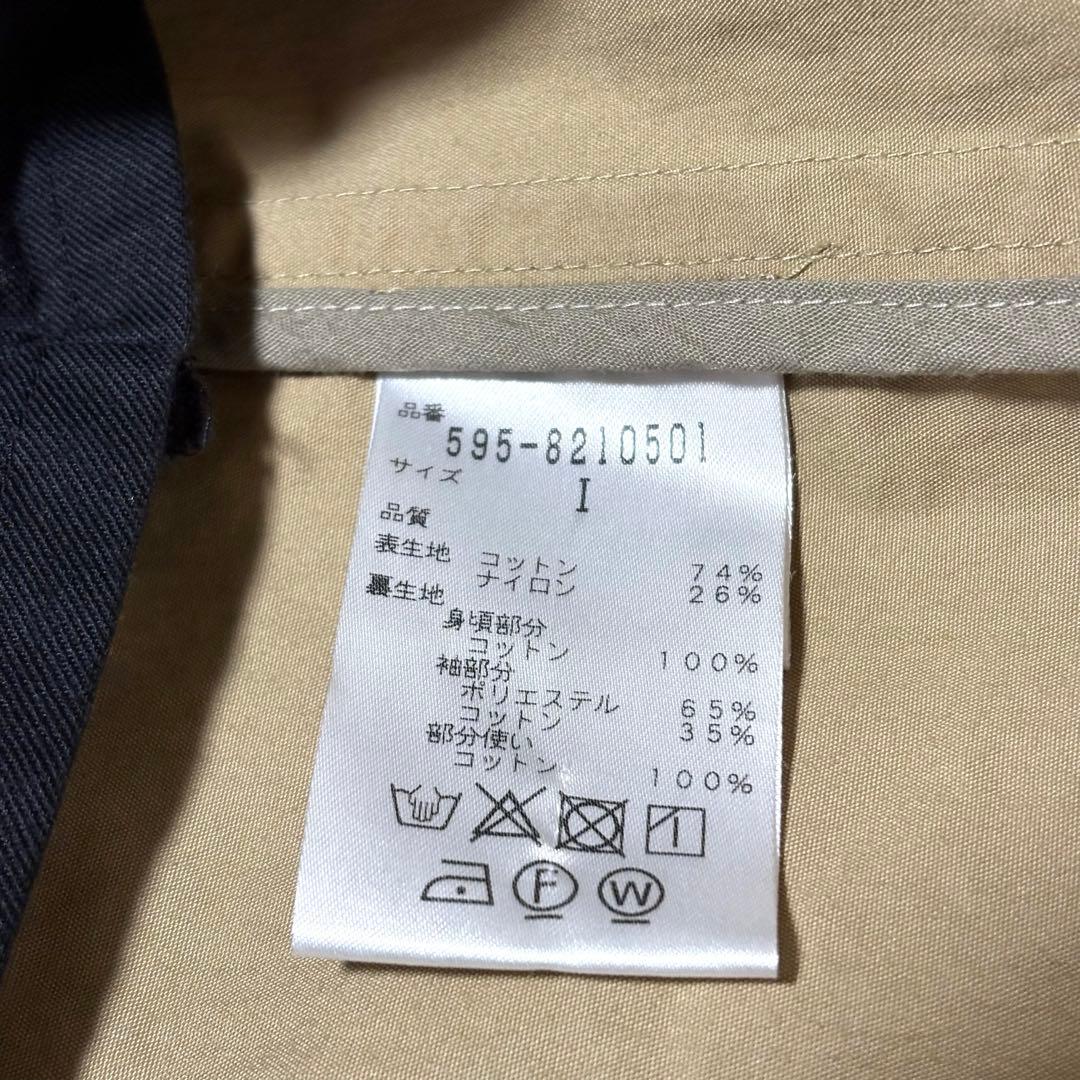 品番
595-8210501
サイズ
I
品質
表生地 コットン 74%
ナイロン 26%
裏生地
身頃部分
コットン 100%
袖部分
ポリエステル 65%
コットン 35%
部分使い
コットン 100%
F W